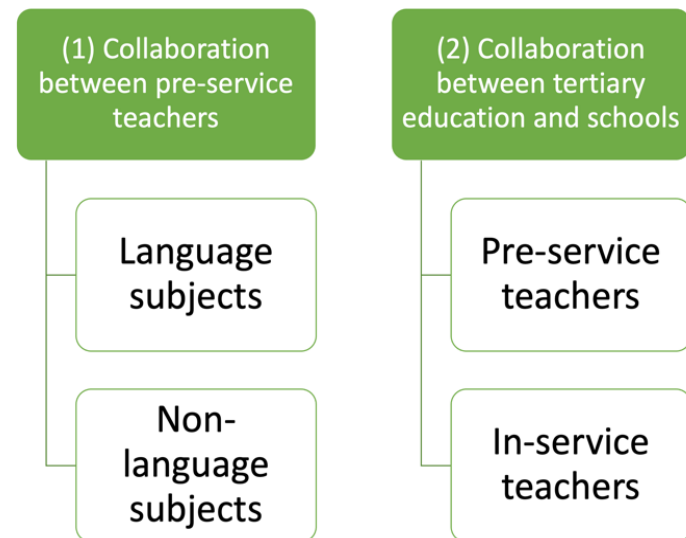 (1) Collaboration
between pre-service
teachers
Language
subjects
Non-
language
subjects
(2) Collaboration
between tertiary
education and schools
Pre-service
teachers
In-service
teachers